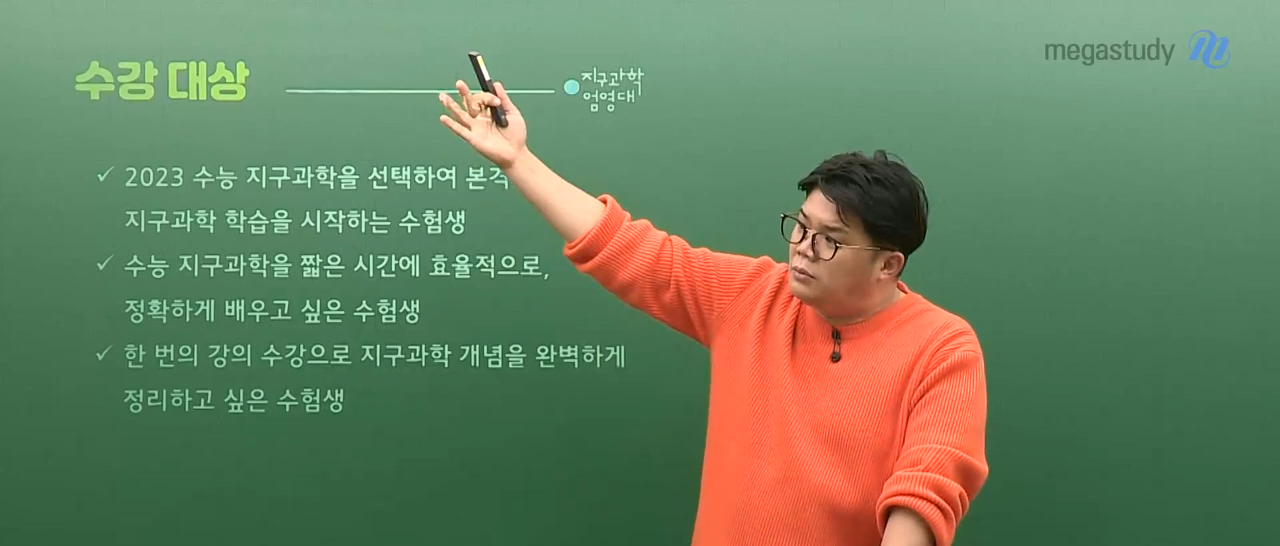 수강 대상
지구과학
엄영대
megastudy
✓ 2023 수능 지구과학을 선택하여 본격
지구과학 학습을 시작하는 수험생
✓ 수능 지구과학을 짧은 시간에 효율적으로,
정확하게 배우고 싶은 수험생
✓ 한 번의 강의 수강으로 지구과학 개념을 완벽하게
정리하고 싶은 수험생